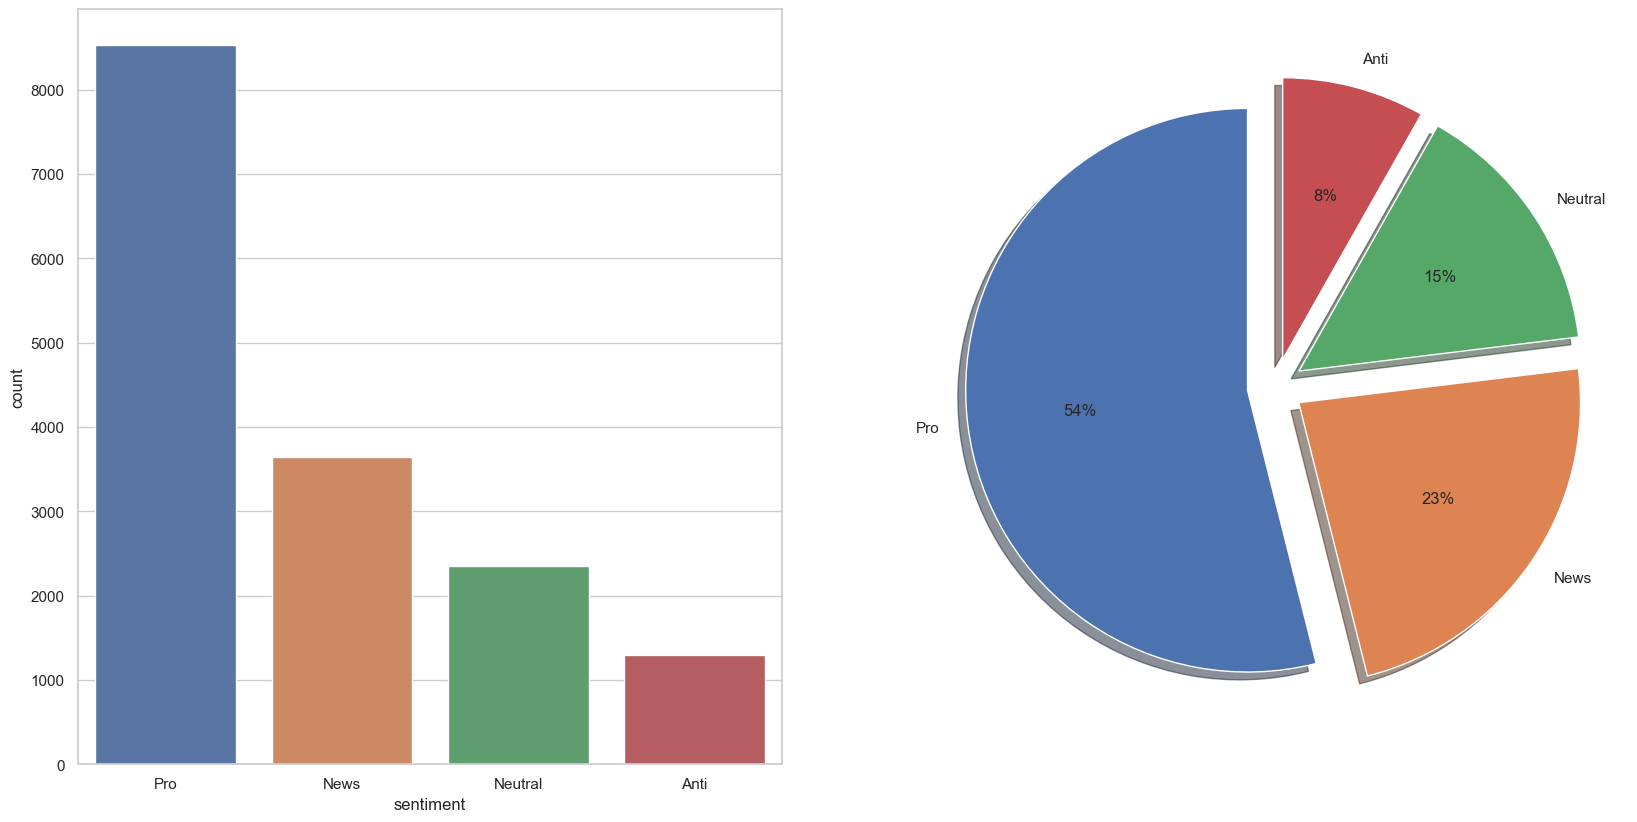 8000
7000
6000
5000
4000
3000
2000
1000
0
count
Pro News Neutral Anti
sentiment
Anti
8%
Neutral
15%
54%
Pro
23%
News